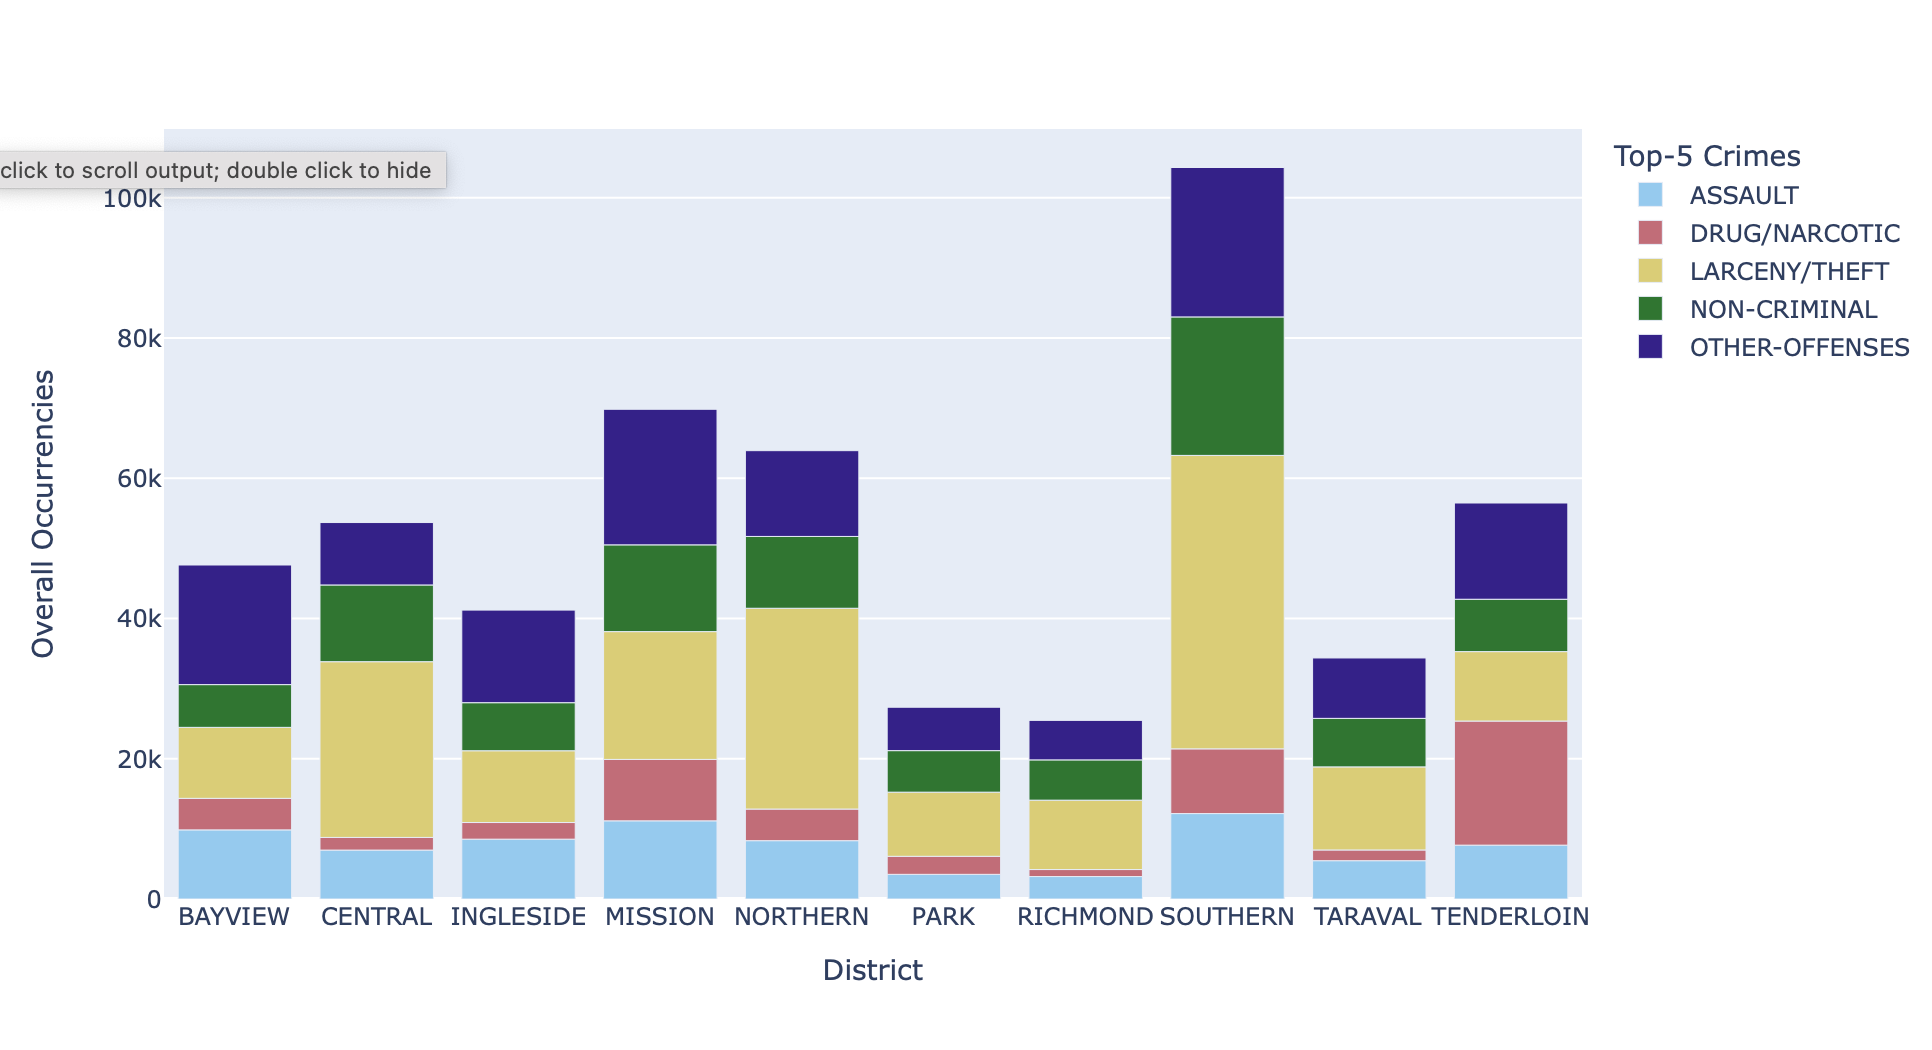 click to scroll output; double click to hide
100k
80k
60k
40k
20k
0
Overall Occurrencies
BAYVIEW CENTRAL INGLESIDE MISSION NORTHERN PARK RICHMOND SOUTHERN TARAVAL TENDERLOIN
District
Top-5 Crimes
ASSAULT
DRUG/NARCOTIC
LARCENY/THEFT
NON-CRIMINAL
OTHER-OFFENSES